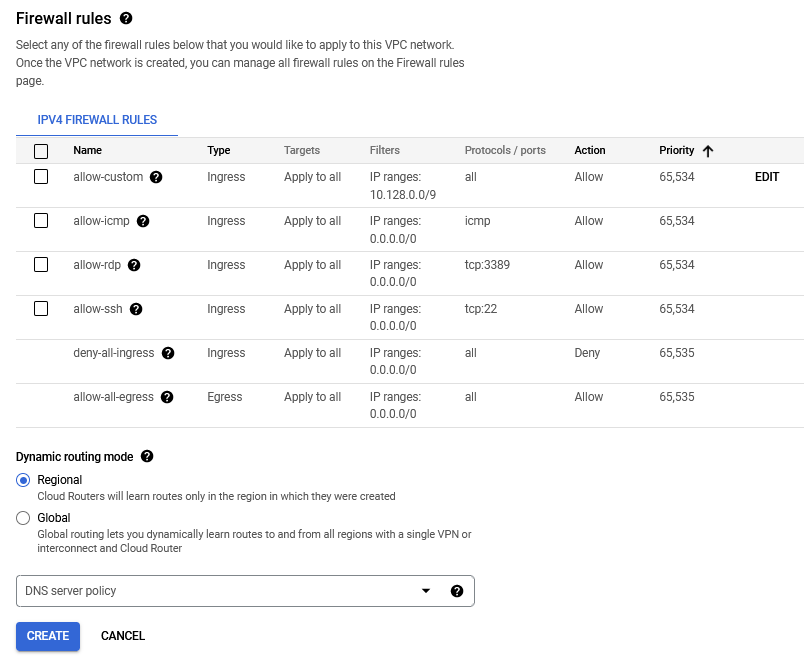 Firewall rules
Select any of the firewall rules below that you would like to apply to this VPC network.
Once the VPC network is created, you can manage all firewall rules on the Firewall rules
page.
IPV4 FIREWALL RULES
Name Type Targets Filters Protocols / ports Action Priority
allow-custom Ingress Apply to all IP ranges: all Allow 65,534 EDIT
10.128.0.0/9
allow-icmp Ingress Apply to all IP ranges: icmp Allow 65,534
0.0.0.0/0
allow-rdp Ingress Apply to all IP ranges: tcp:3389 Allow 65,534
0.0.0.0/0
allow-ssh Ingress Apply to all IP ranges: tcp:22 Allow 65,534
0.0.0.0/0
deny-all-ingress Ingress Apply to all IP ranges: all Deny 65,535
0.0.0.0/0
allow-all-egress Egress Apply to all IP ranges: all Allow 65,535
0.0.0.0/0
Dynamic routing mode
Regional
Cloud Routers will learn routes only in the region in which they were created
Global
Global routing lets you dynamically learn routes to and from all regions with a single VPN or
interconnect and Cloud Router
DNS server policy
CREATE CANCEL